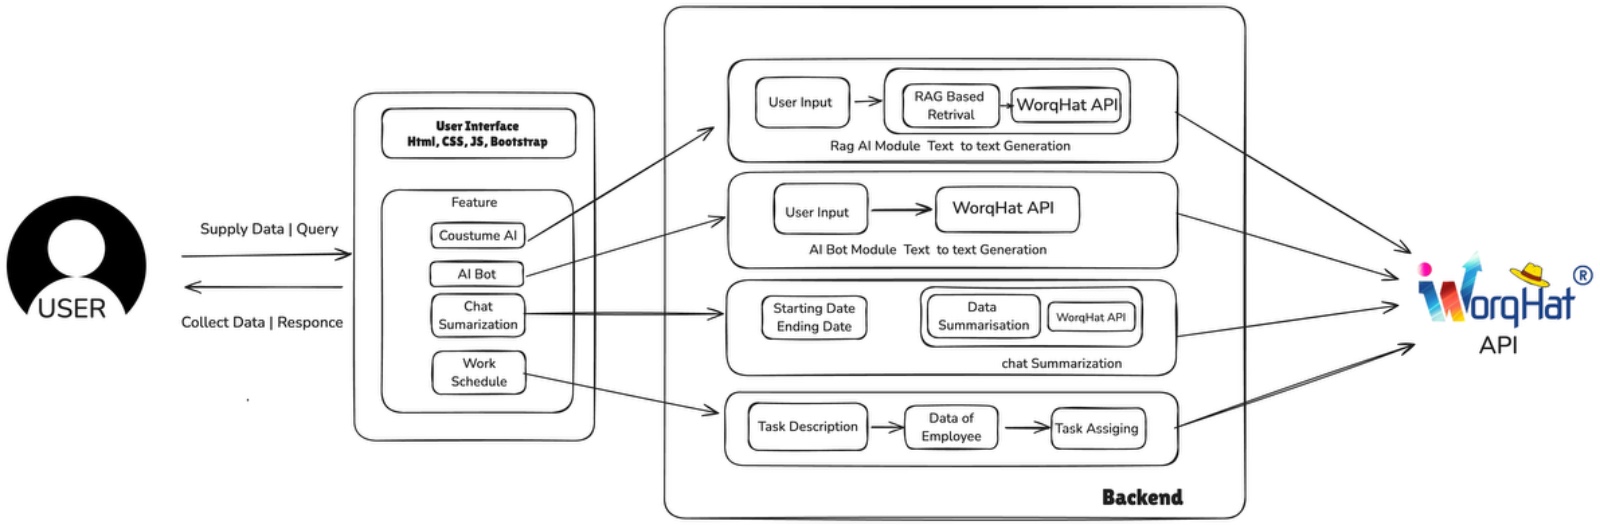 USER
Supply Data | Query
Collect Data | Responce
User Interface
Html, CSS, JS, Bootstrap
Feature
Coustume AI
AI Bot
Chat
Sumarization
Work
Schedule
User Input
RAG Based
Retrival
WorqHat API
Rag AI Module Text to text Generation
User Input
WorqHat API
AI Bot Module Text to text Generation
Starting Date
Ending Date
Data
Summarisation
WorqHat API
chat Summarization
Task Description
Data of
Employee
Task Assiging
Backend
WorqHat ®
API